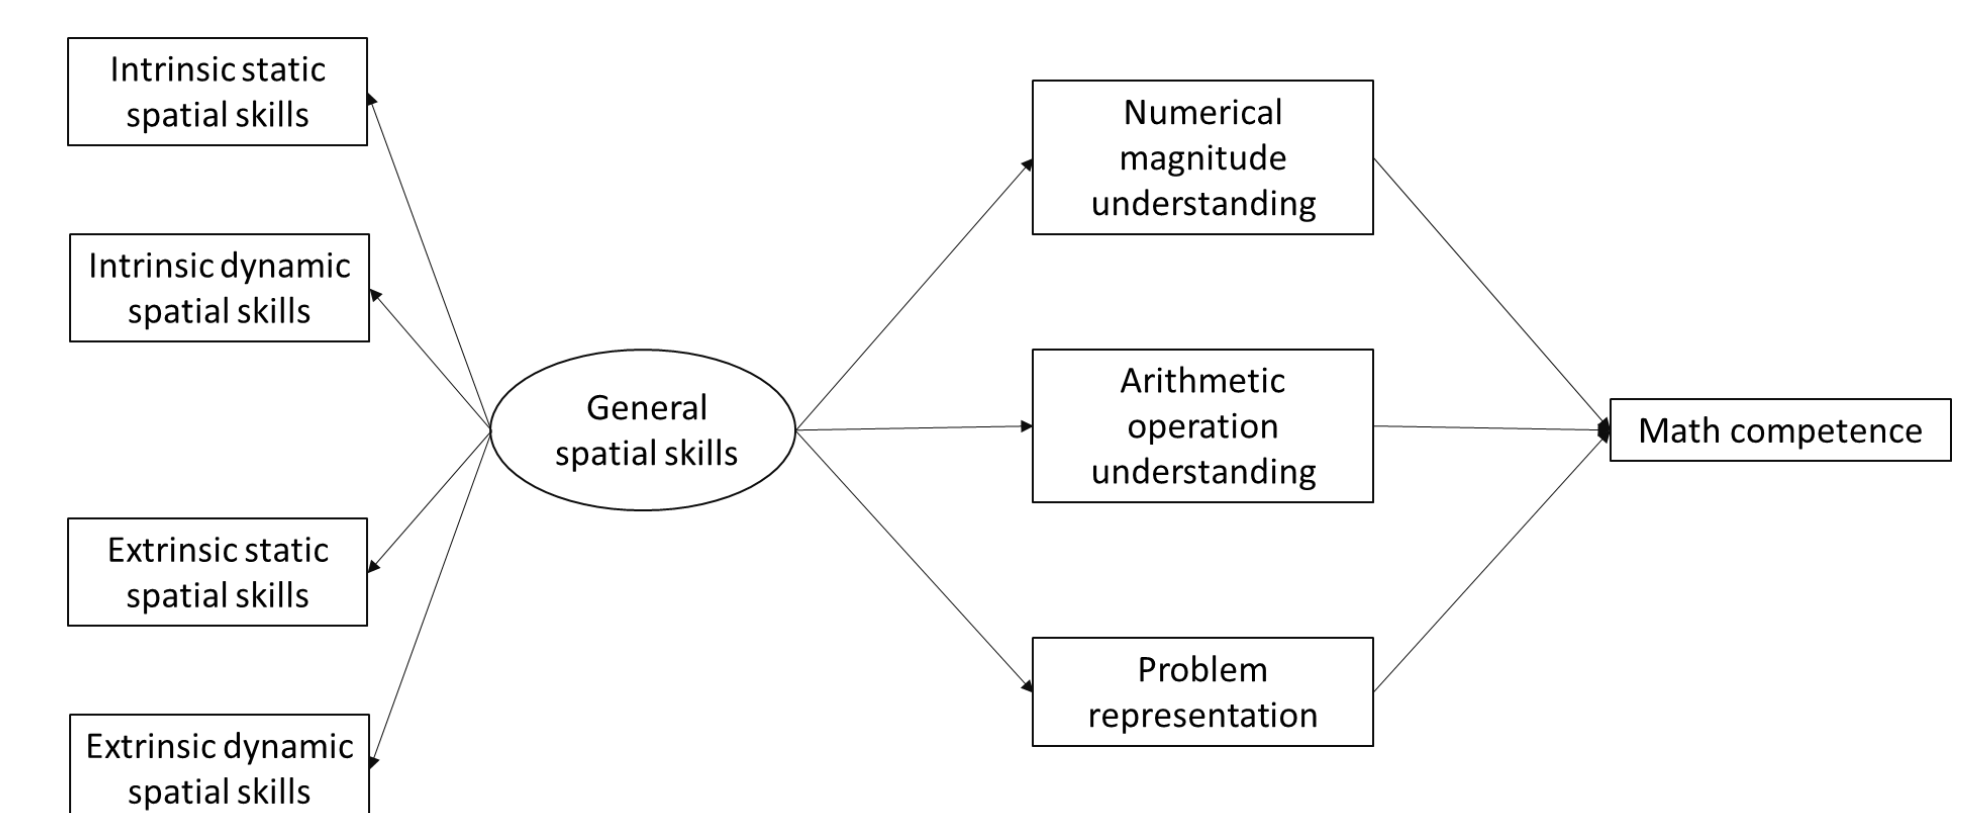 Intrinsic static
spatial skills
Intrinsic dynamic
spatial skills
Extrinsic static
spatial skills
Extrinsic dynamic
spatial skills
General
spatial skills
Numerical
magnitude
understanding
Arithmetic
operation
understanding
Problem
representation
Math competence